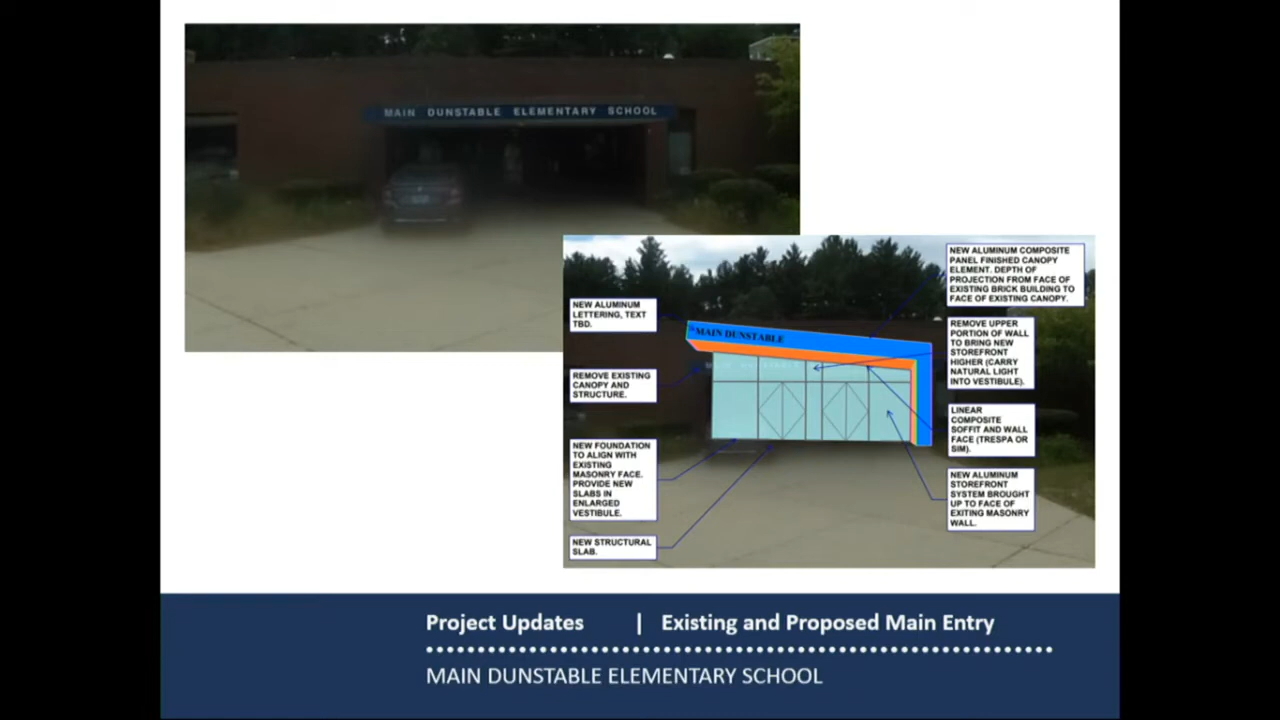 MAIN DUNSTABLE ELEMENTARY SCHOOL
NEW ALUMINUM
LETTERING, TEXT
TBD.
REMOVE EXISTING
CANOPY AND
STRUCTURE.
NEW FOUNDATION
TO ALIGN WITH
EXISTING
MASONRY FACE.
PROVIDE NEW
SLABS IN
ENLARGED
VESTIBULE.
NEW STRUCTURAL
SLAB.
MAIN DUNSTABLE
NEW ALUMINUM COMPOSITE
PANEL FINISHED CANOPY
ELEMENT. DEPTH OF
PROJECTION FROM FACE OF
EXISTING BRICK BUILDING TO
FACE OF EXISTING CANOPY.
REMOVE UPPER
PORTION OF WALL
TO BRING NEW
STOREFRONT
HIGHER (CARRY
NATURAL LIGHT
INTO VESTIBULE).
LINEAR
COMPOSITE
SOFFIT AND WALL
FACE (TRESPA OR
SIM).
NEW ALUMINUM
STOREFRONT
SYSTEM BROUGHT
UP TO FACE OF
EXITING MASONRY
WALL.
Project Updates | Existing and Proposed Main Entry
MAIN DUNSTABLE ELEMENTARY SCHOOL